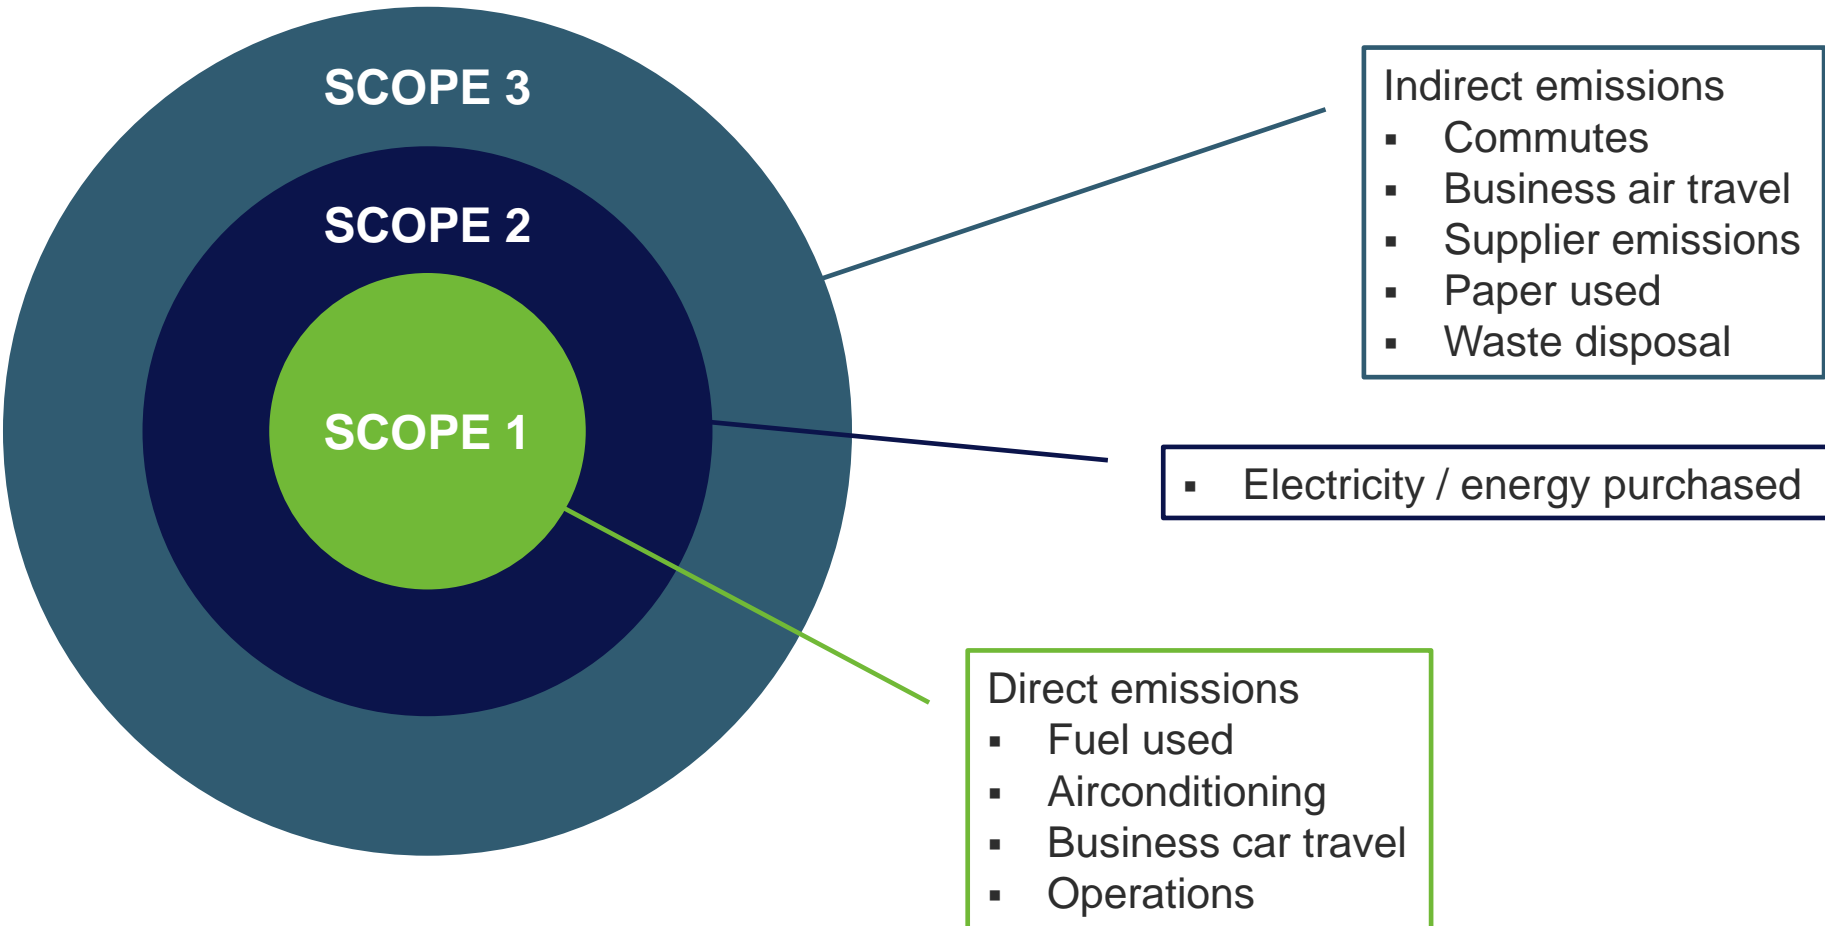 SCOPE 3
SCOPE 2
SCOPE 1
Indirect emissions
▪ Commutes
▪ Business air travel
▪ Supplier emissions
▪ Paper used
▪ Waste disposal
▪ Electricity / energy purchased
Direct emissions
▪ Fuel used
▪ Airconditioning
▪ Business car travel
▪ Operations